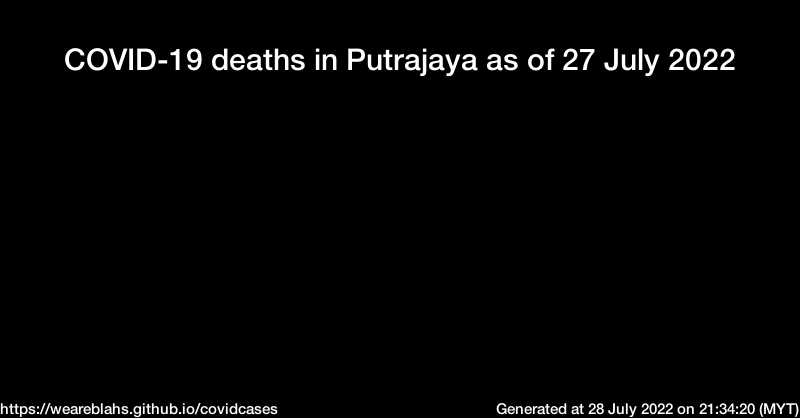 COVID-19 deaths in Putrajaya as of 27 July 2022
https://weareblahs.github.io/covidcases
Generated at 28 July 2022 on 21:34:20 (MYT)